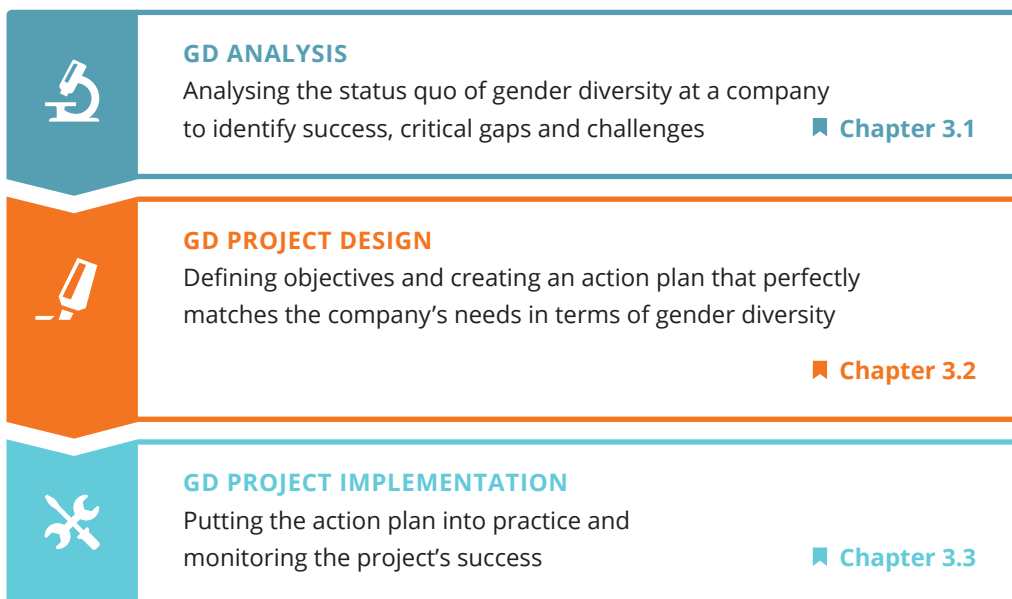 GD ANALYSIS
Analysing the status quo of gender diversity at a company
to identify success, critical gaps and challenges
Chapter 3.1
GD PROJECT DESIGN
Defining objectives and creating an action plan that perfectly
matches the company’s needs in terms of gender diversity
Chapter 3.2
GD PROJECT IMPLEMENTATION
Putting the action plan into practice and
monitoring the project’s success
Chapter 3.3